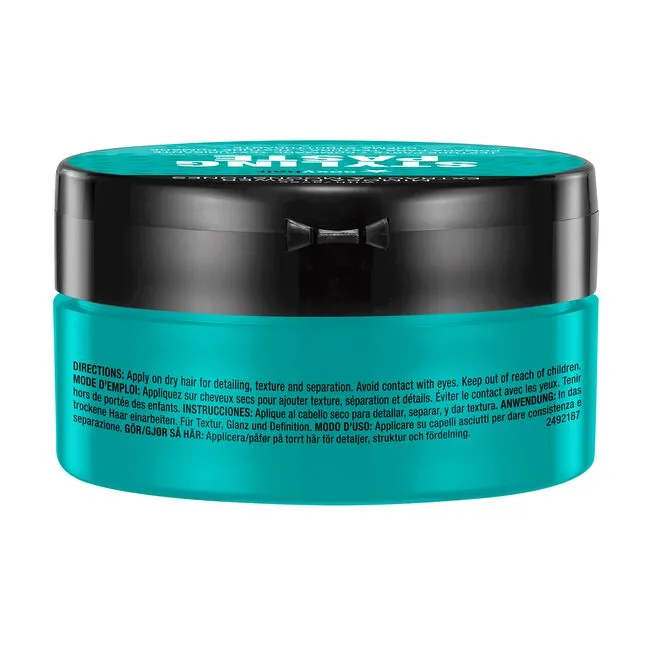 STYLING
PASTE
sexyhair
DIRECTIONS: Apply on dry hair for detailing, texture and separation. Avoid contact with eyes. Keep out of reach of children.
MODE D'EMPLOI: Appliquez sur cheveux secs pour ajouter texture, séparation et détails. Éviter le contact avec les yeux. Tenir
hors de portée des enfants. INSTRUCCIONES: Aplique al cabello seco para detallar, separar, y dar textura. ANWENDUNG: In das
trockene Haar einarbeiten. Für Textur, Glanz und Definition. MODO D'USO: Applicare su capelli asciutti per dare consistenza e
separazione. GÖR/GJØR SÅ HÄR: Applicera/påfør på torrt hår för detaljer, struktur och fördelning.
2492187